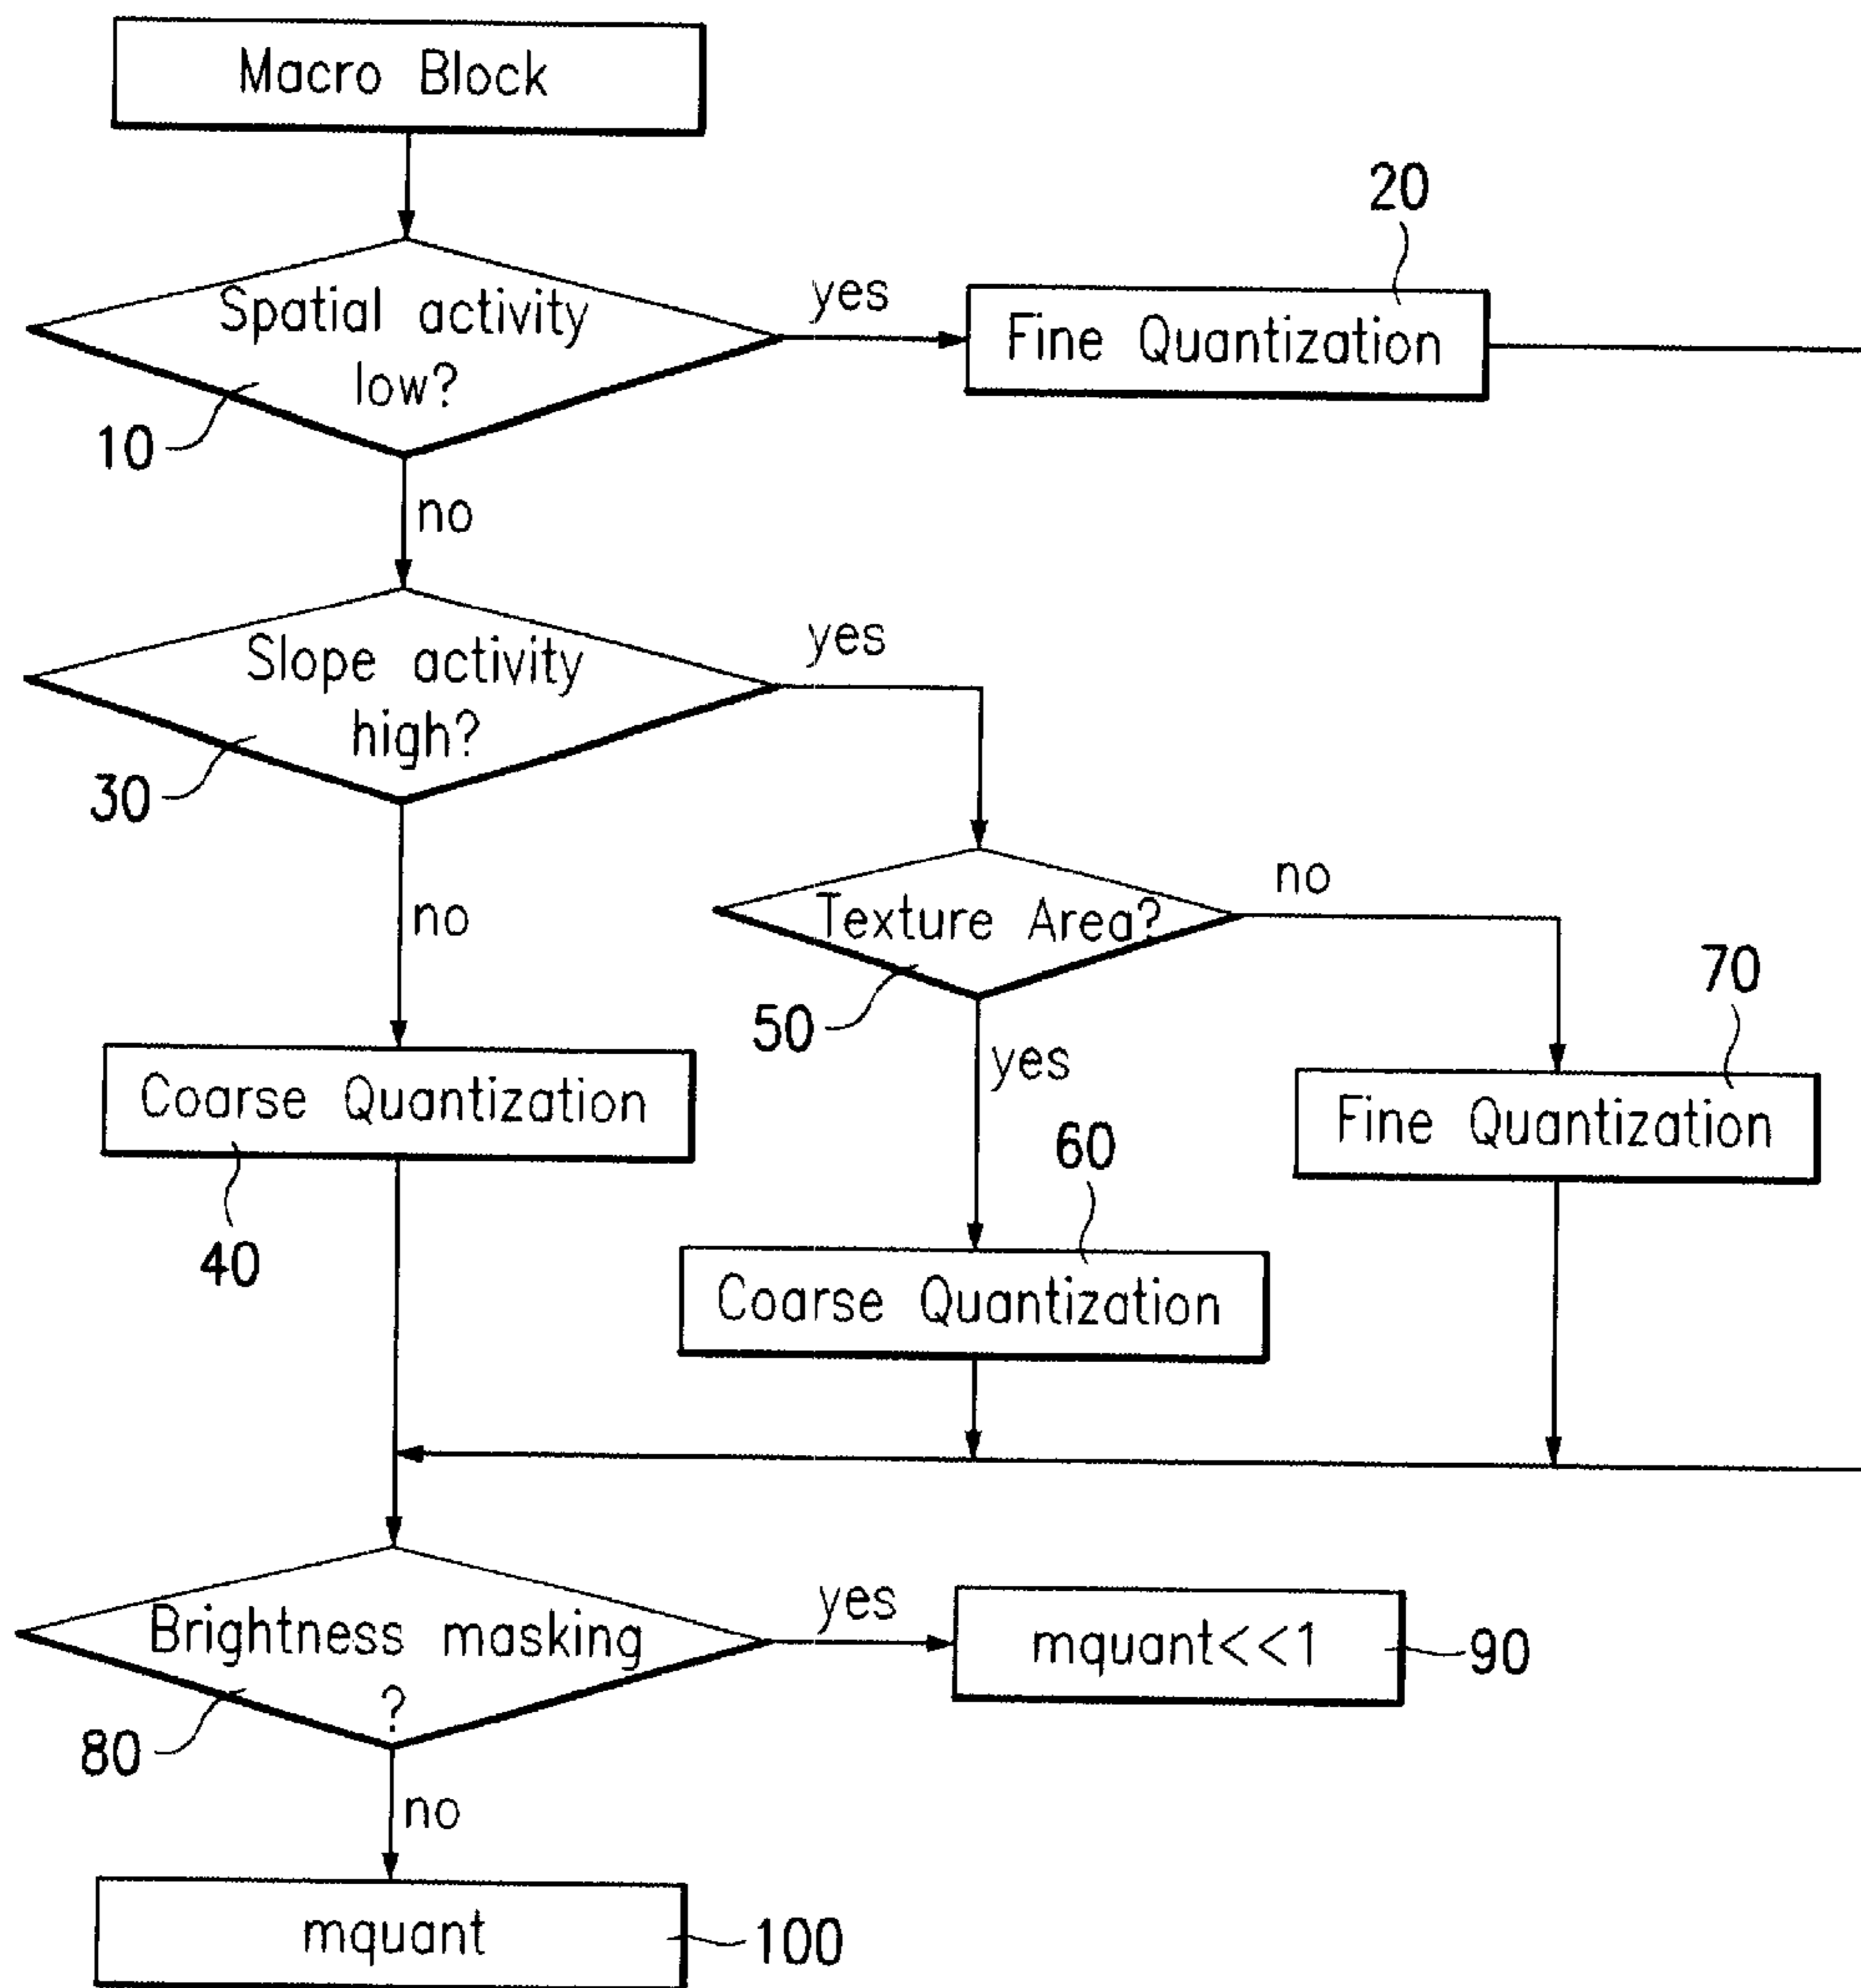 Macro Block
20
Spatial activity
low?
yes
Fine Quantization
10
no
Slope activity
high?
yes
30
no
Texture Area?
no
50
yes
70
Coarse Quantization
40
Fine Quantization
60
Coarse Quantization
Brightness masking
?
yes
mquant<<1
90
80
no
mquant
100